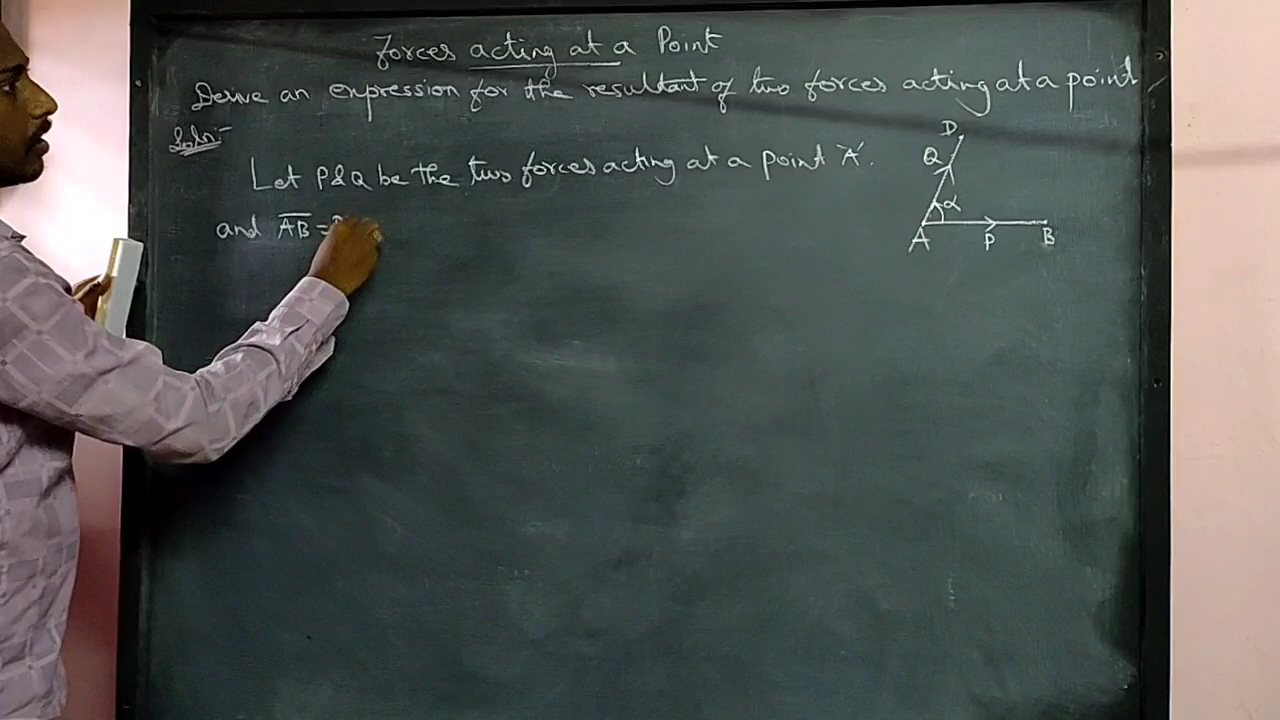 Forces acting at a Point
Derive an expression for the resultant of two forces acting at a point
Soln:-
Let P & Q be the two forces acting at a point 'A'.
and AB =
D
Q
α
A P B